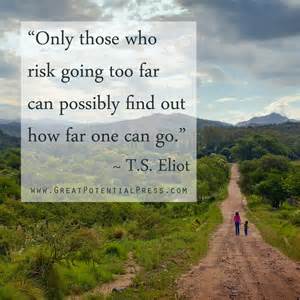 “Only those who
risk going too far
can possibly find out
how far one can go.”
~ T.S. Eliot
www.GreatPotentialPress.com